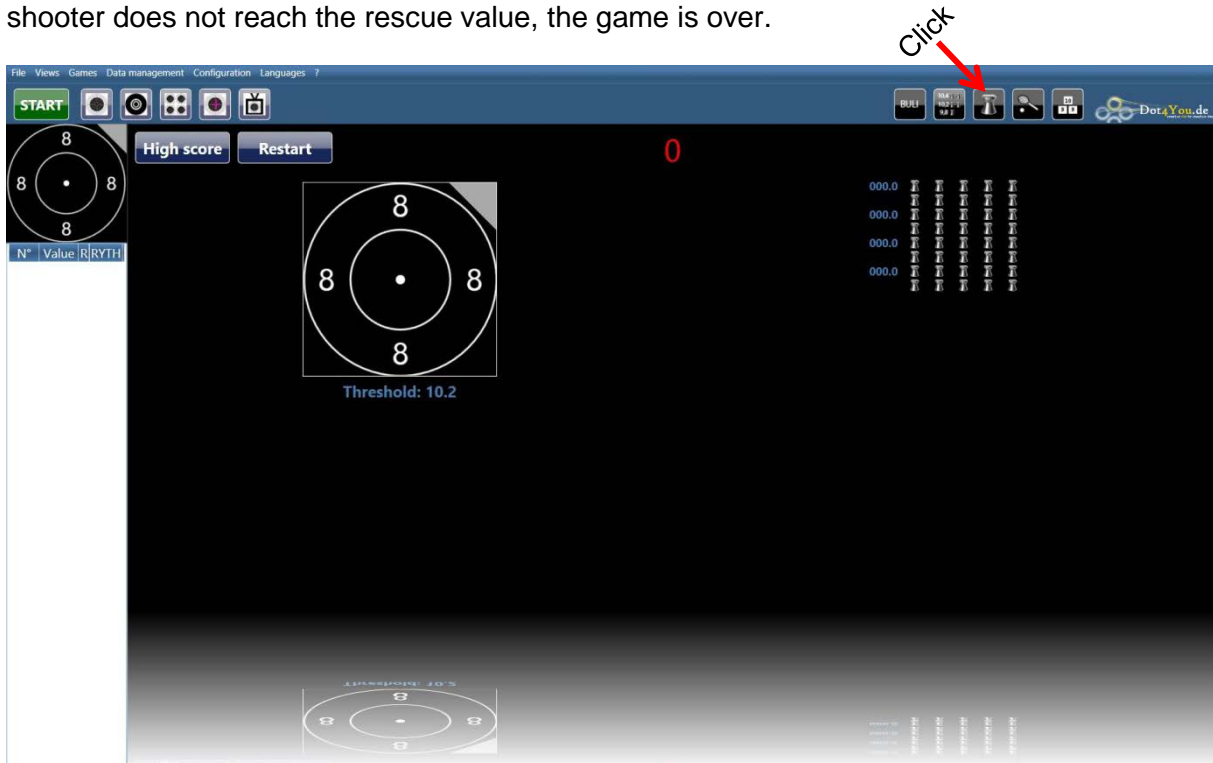 shooter does not reach the rescue value, the game is over.
Click
File Views Games Data management Configuration Languages ?
START
BULI
Dot4You.de
High score Restart 0
8
8 8
8
N° Value R RYTH
8
8 8
8
Threshold: 10.2
000.0
000.0
000.0
000.0